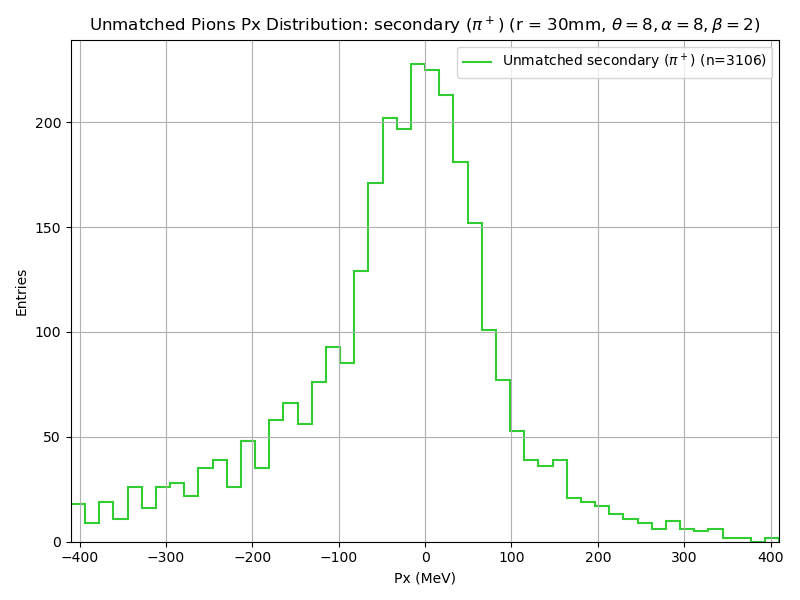 Unmatched Pions Px Distribution: secondary (π⁺) (r = 30mm, θ = 8, α = 8, β = 2)
Unmatched secondary (π⁺) (n=3106)
Entries
200
150
100
50
0
−400 −300 −200 −100 0 100 200 300 400
Px (MeV)